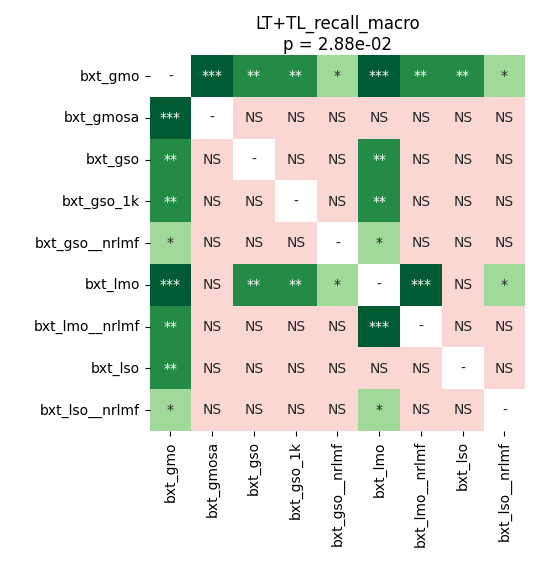 LT+TL_recall_macro
p = 2.88e-02
bxt_gmo - *** ** ** * *** ** ** *
bxt_gmosa *** - NS NS NS NS NS NS NS
bxt_gso ** NS - NS NS ** NS NS NS
bxt_gso_1k ** NS NS - NS ** NS NS NS
bxt_gso__nrlmf * NS NS NS - * NS NS NS
bxt_lmo *** NS ** ** * - *** NS *
bxt_lmo__nrlmf ** NS NS NS NS *** - NS NS
bxt_lso ** NS NS NS NS NS NS - NS
bxt_lso__nrlmf * NS NS NS NS * NS NS -
bxt_gmo
bxt_gmosa
bxt_gso
bxt_gso_1k
bxt_gso__nrlmf
bxt_lmo
bxt_lmo__nrlmf
bxt_lso
bxt_lso__nrlmf